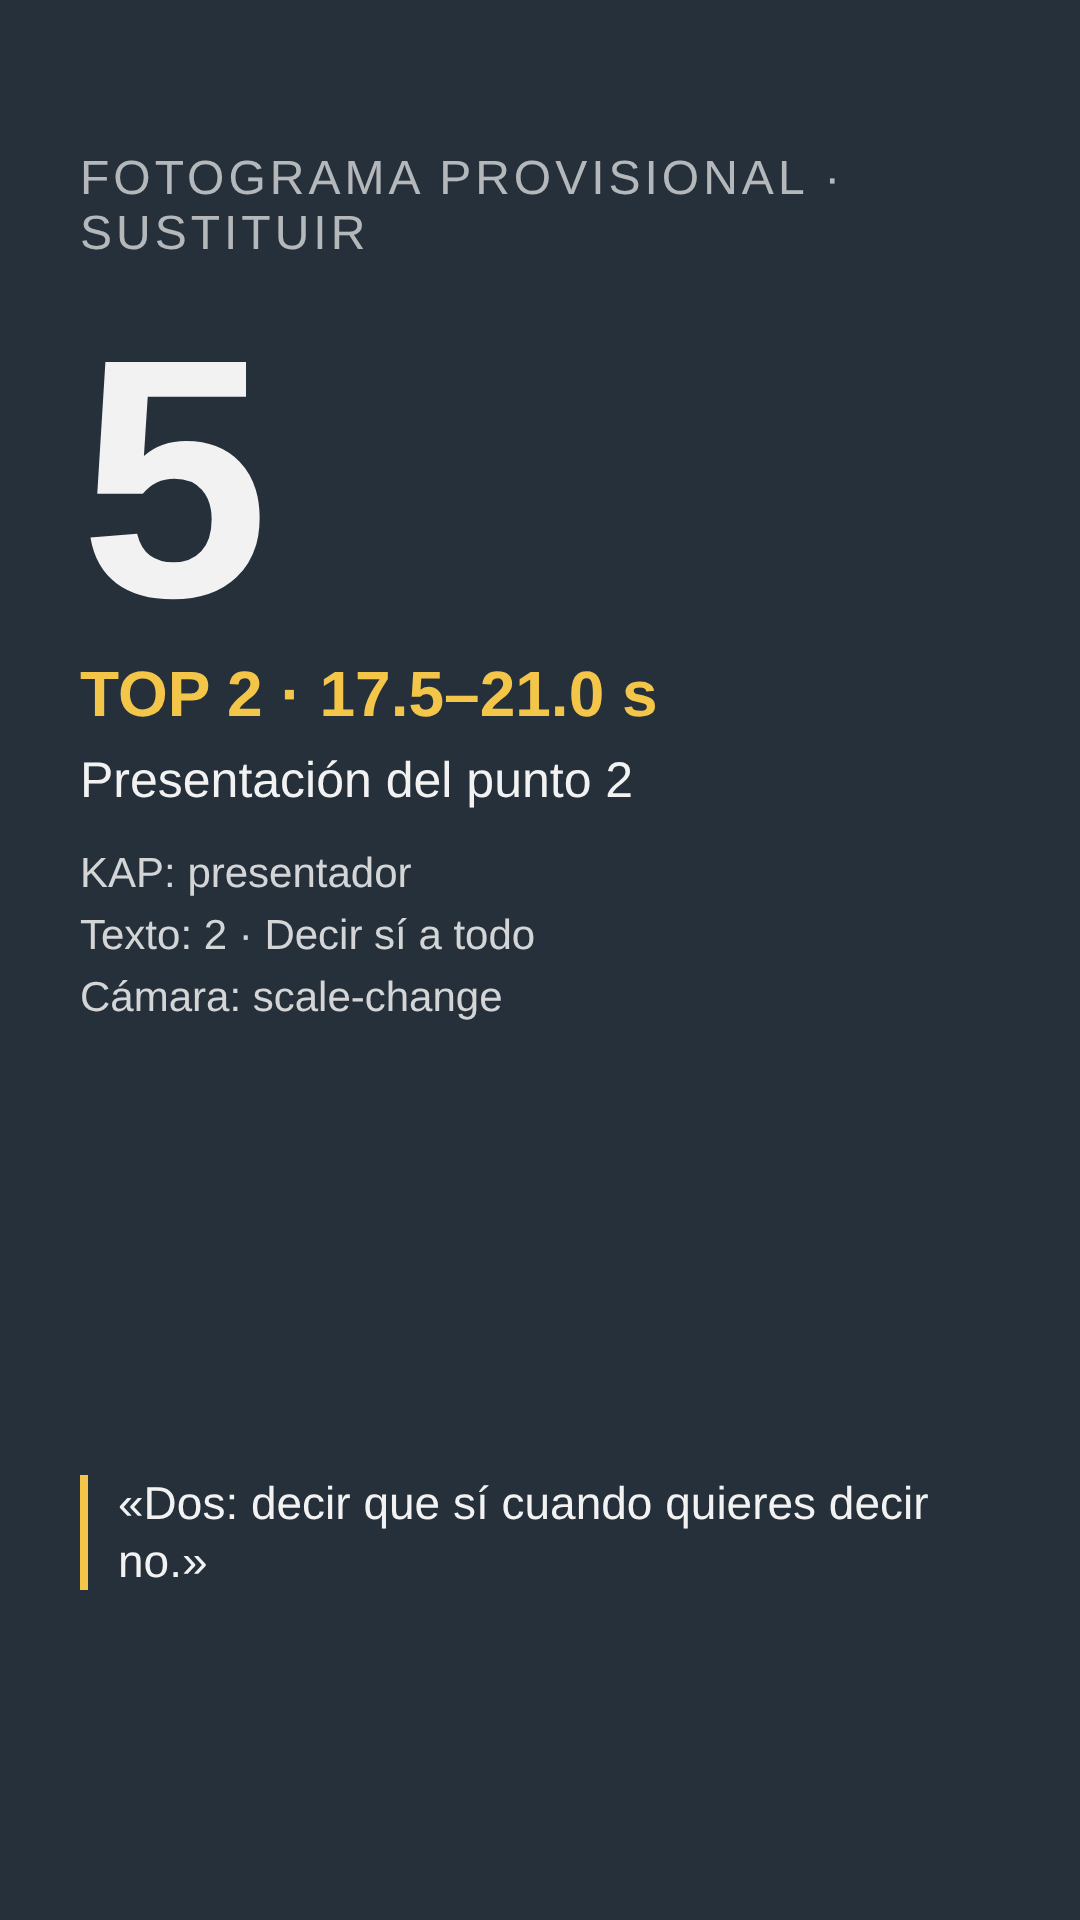 FOTOGRAMA PROVISIONAL ·
SUSTITUIR
5
TOP 2 · 17.5–21.0 s
Presentación del punto 2
KAP: presentador
Texto: 2 · Decir sí a todo
Cámara: scale-change
«Dos: decir que sí cuando quieres decir
no.»